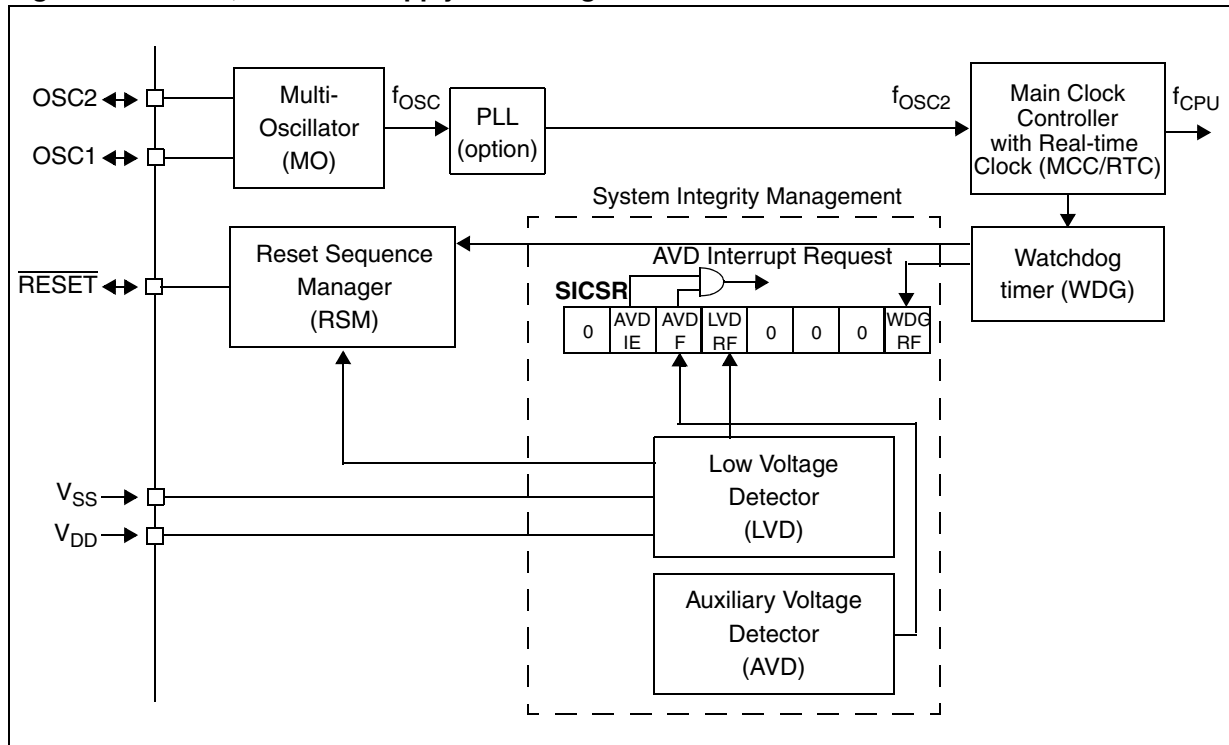 OSC2
OSC1
Multi-
Oscillator
(MO)
fOSC
PLL
(option)
fOSC2
Main Clock
Controller
with Real-time
Clock (MCC/RTC)
fCPU
System Integrity Management
RESET
Reset Sequence
Manager
(RSM)
AVD Interrupt Request
Watchdog
timer (WDG)
SICSR
0
AVD
IE
AVD
F
LVD
RF
0
0
0
WDG
RF
VSS
VDD
Low Voltage
Detector
(LVD)
Auxiliary Voltage
Detector
(AVD)